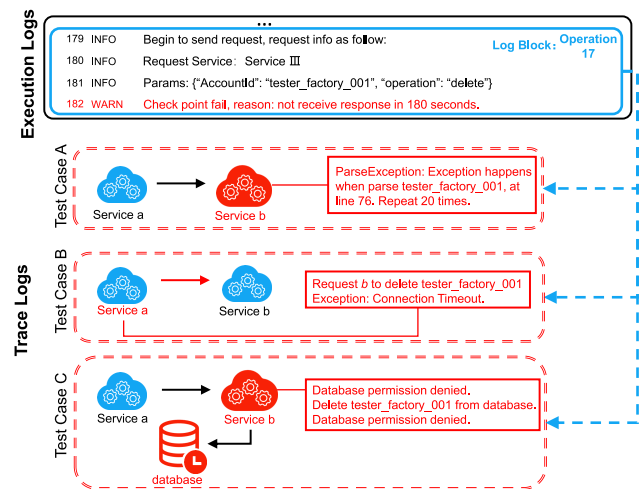 ...
Execution Logs
179 INFO Begin to send request, request info as follow:
Log Block: Operation 17
180 INFO Request Service: Service Ⅲ
181 INFO Params: {“AccountId”: “tester_factory_001”, “operation”: “delete”}
182 WARN Check point fail, reason: not receive response in 180 seconds.
Trace Logs
Test Case A
Service a
Service b
ParseException: Exception happens
when parse tester_factory_001, at
line 76. Repeat 20 times.
Test Case B
Service a
Service b
Request b to delete tester_factory_001
Exception: Connection Timeout.
Test Case C
Service a
Service b
database
Database permission denied.
Delete tester_factory_001 from database.
Database permission denied.